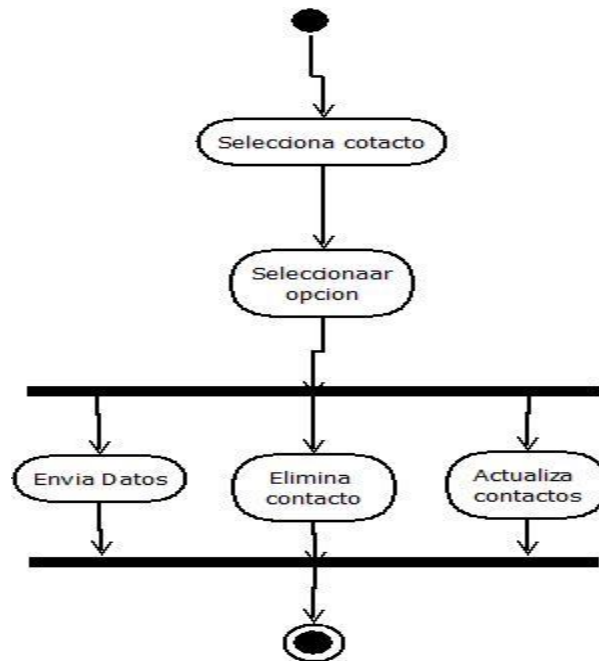 Selecciona cotacto
Seleccionaar
opcion
Envia Datos
Elimina
contacto
Actualiza
contactos